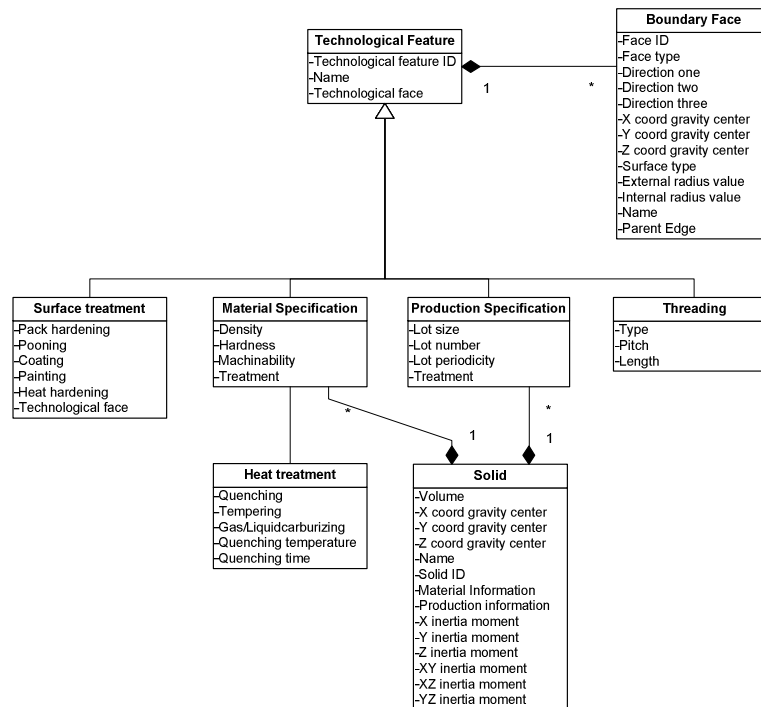 Technological Feature
-Technological feature ID
-Name
-Technological face
1
*
Boundary Face
-Face ID
-Face type
-Direction one
-Direction two
-Direction three
-X coord gravity center
-Y coord gravity center
-Z coord gravity center
-Surface type
-External radius value
-Internal radius value
-Name
-Parent Edge
Surface treatment
-Pack hardening
-Pooning
-Coating
-Painting
-Heat hardening
-Technological face
Material Specification
-Density
-Hardness
-Machinability
-Treatment
Production Specification
-Lot size
-Lot number
-Lot periodicity
-Treatment
Threading
-Type
-Pitch
-Length
*
1
*
1
Heat treatment
-Quenching
-Tempering
-Gas/Liquidcarburizing
-Quenching temperature
-Quenching time
Solid
-Volume
-X coord gravity center
-Y coord gravity center
-Z coord gravity center
-Name
-Solid ID
-Material Information
-Production information
-X inertia moment
-Y inertia moment
-Z inertia moment
-XY inertia moment
-XZ inertia moment
-YZ inertia moment